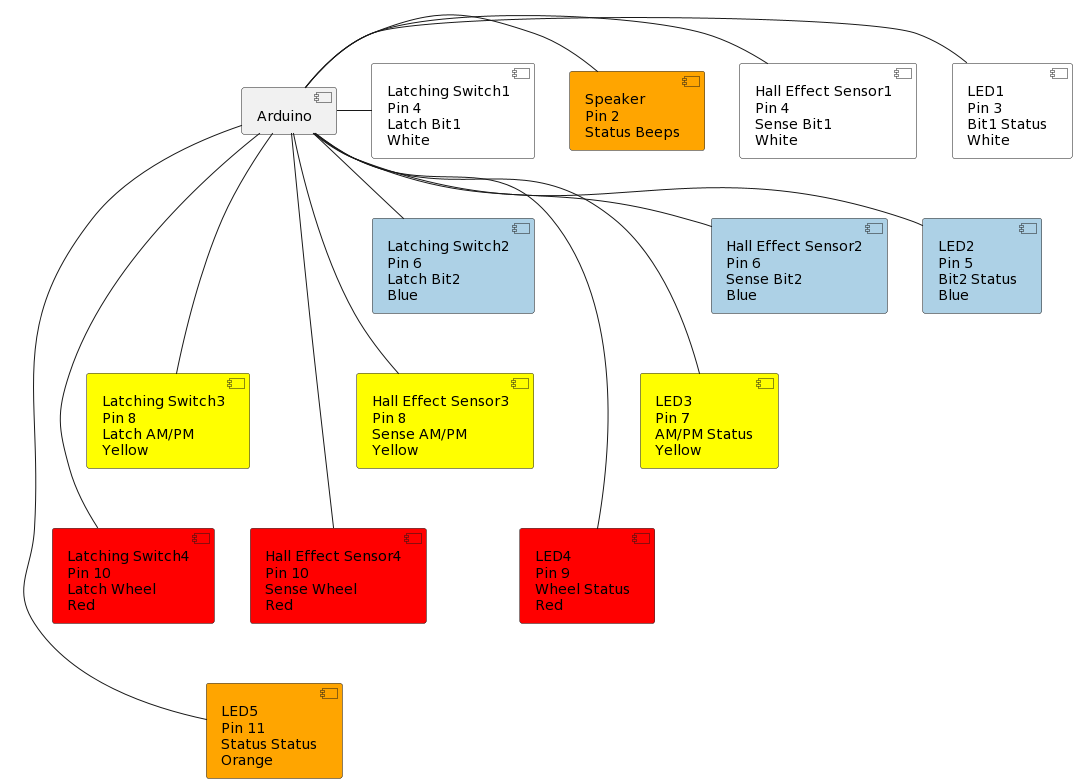 Arduino
Latching Switch1
Pin 4
Latch Bit1
White
Speaker
Pin 2
Status Beeps
Hall Effect Sensor1
Pin 4
Sense Bit1
White
LED1
Pin 3
Bit1 Status
White
Latching Switch2
Pin 6
Latch Bit2
Blue
Hall Effect Sensor2
Pin 6
Sense Bit2
Blue
LED2
Pin 5
Bit2 Status
Blue
Latching Switch3
Pin 8
Latch AM/PM
Yellow
Hall Effect Sensor3
Pin 8
Sense AM/PM
Yellow
LED3
Pin 7
AM/PM Status
Yellow
Latching Switch4
Pin 10
Latch Wheel
Red
Hall Effect Sensor4
Pin 10
Sense Wheel
Red
LED4
Pin 9
Wheel Status
Red
LED5
Pin 11
Status Status
Orange